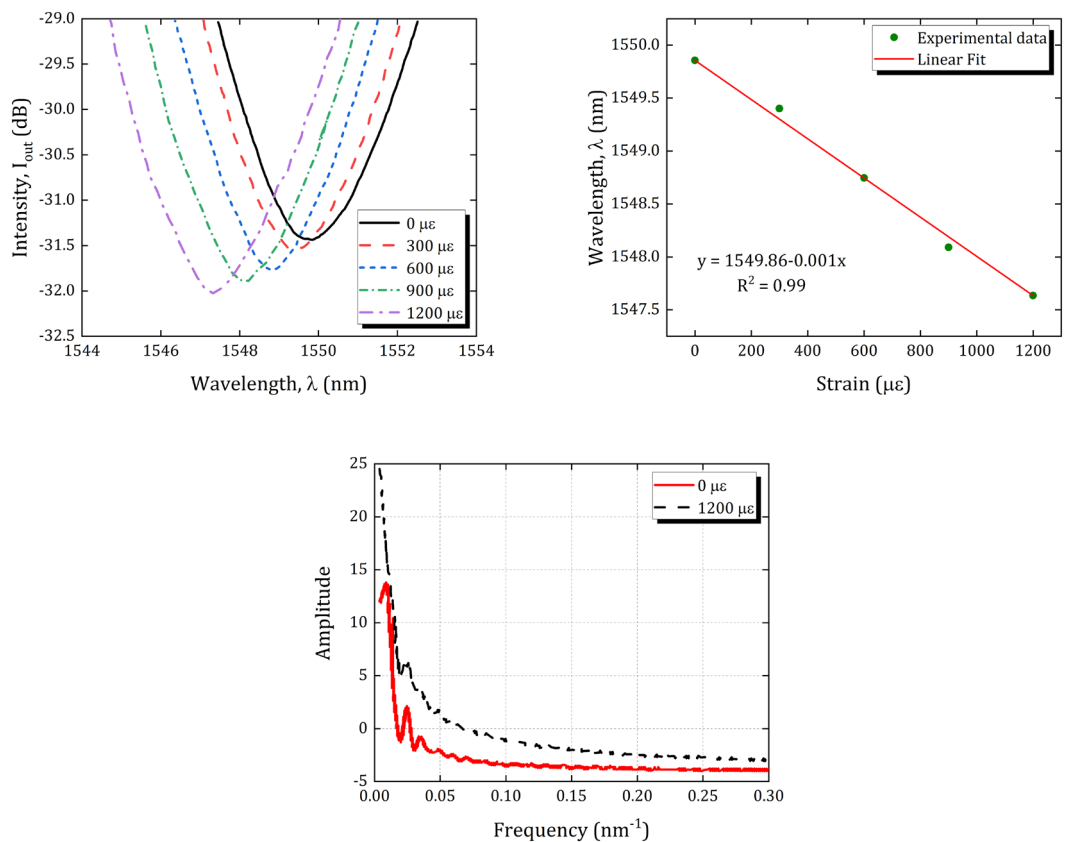 -29.0
-29.5
-30.0
-30.5
-31.0
-31.5
-32.0
-32.5
Intensity, I_out (dB)
0 με
300 με
600 με
900 με
1200 με
1544 1546 1548 1550 1552 1554
Wavelength, λ (nm)
1550.0
1549.5
1549.0
1548.5
1548.0
1547.5
Wavelength, λ (nm)
Experimental data
Linear Fit
y = 1549.86-0.001x
R² = 0.99
0 200 400 600 800 1000 1200
Strain (με)
25
20
15
10
5
0
-5
Amplitude
0 με
1200 με
0.00 0.05 0.10 0.15 0.20 0.25 0.30
Frequency (nm⁻¹)